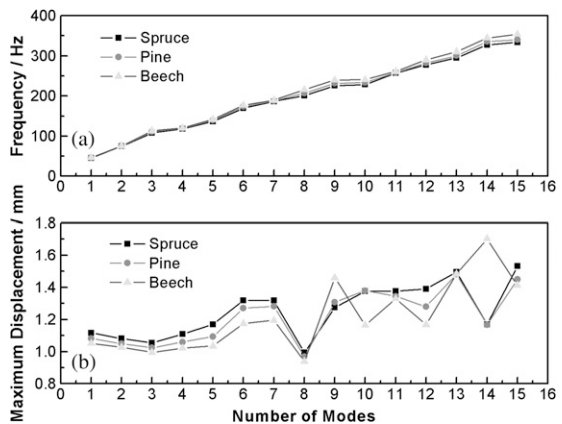 400
300
200
100
0
Frequency / Hz
Spruce
Pine
Beech
(a)
0 1 2 3 4 5 6 7 8 9 10 11 12 13 14 15 16
1.8
1.6
1.4
1.2
1.0
0.8
Maximum Displacement / mm
Spruce
Pine
Beech
(b)
0 1 2 3 4 5 6 7 8 9 10 11 12 13 14 15 16
Number of Modes